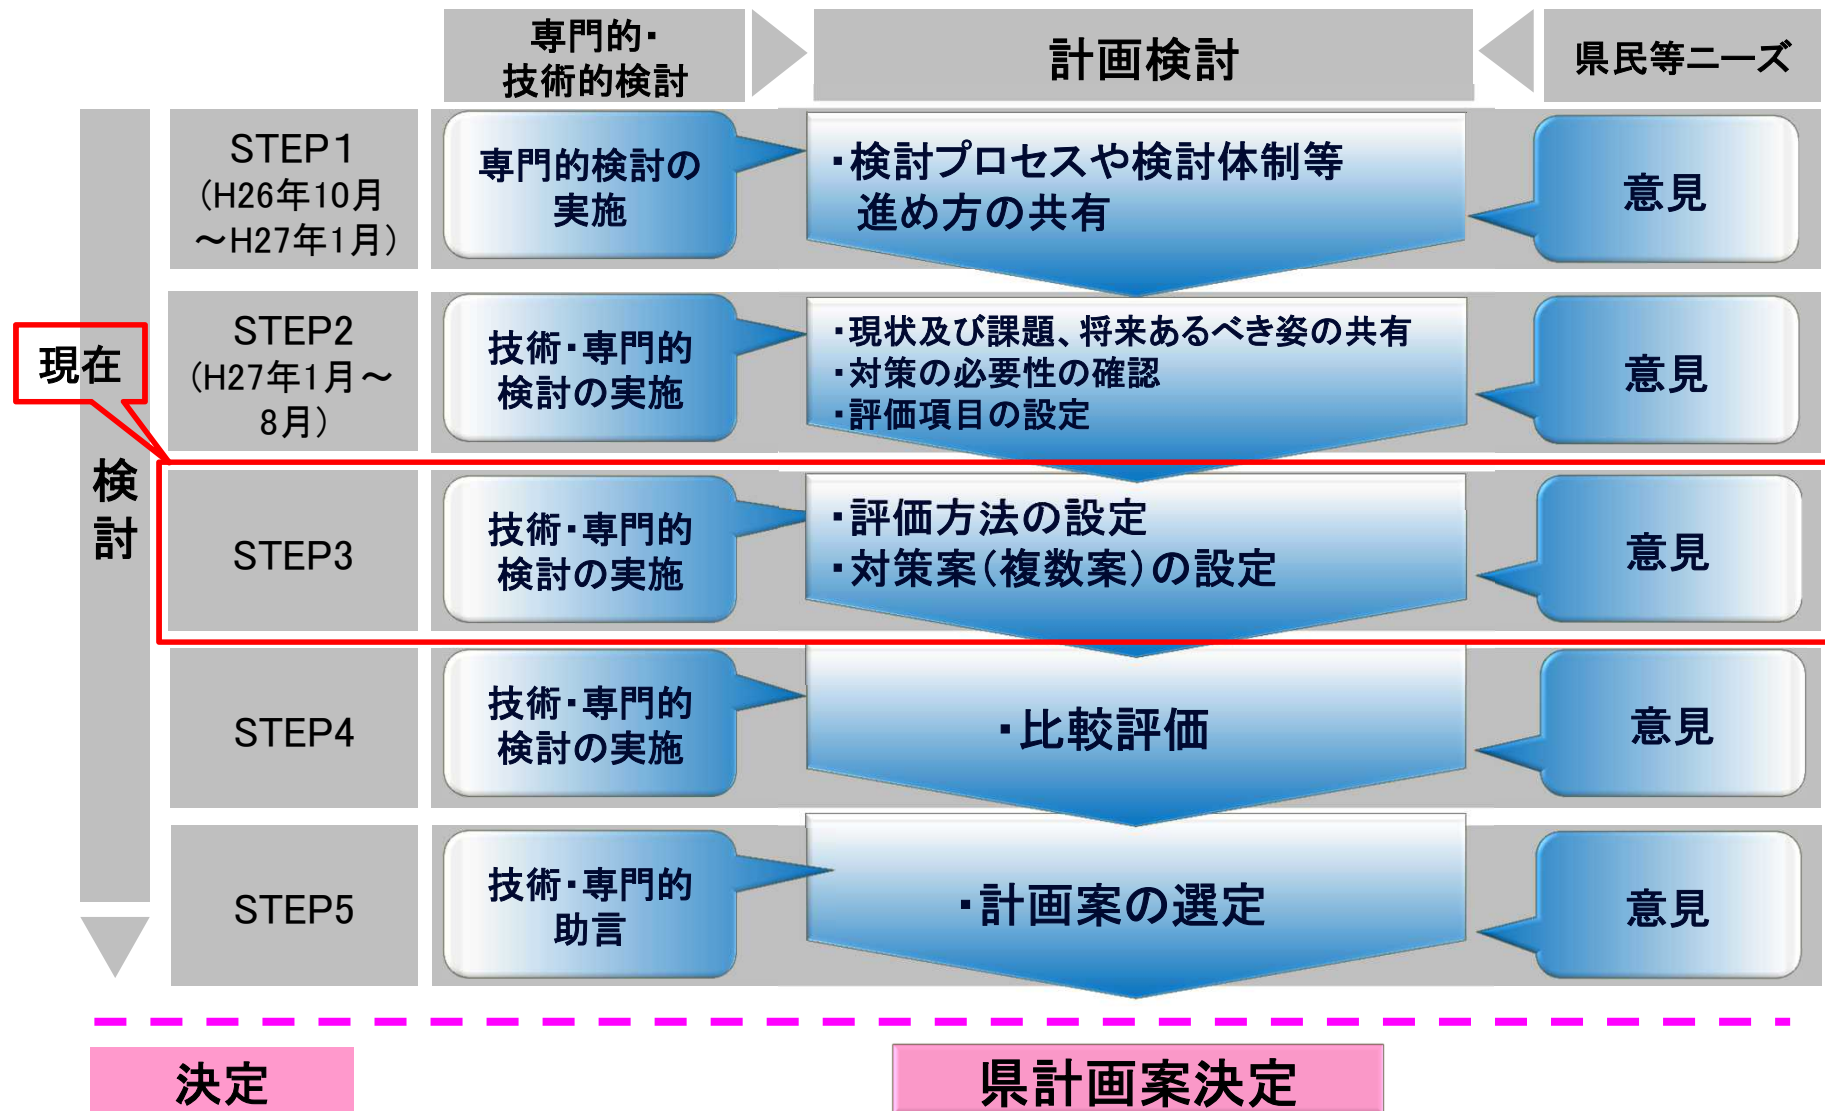 専門的・
技術的検討
計画検討
県民等ニーズ
検討
現在
STEP1
(H26年10月
～H27年1月)
専門的検討の
実施
・検討プロセスや検討体制等
進め方の共有
意見
STEP2
(H27年1月～
8月)
技術・専門的
検討の実施
・現状及び課題、将来あるべき姿の共有
・対策の必要性の確認
・評価項目の設定
意見
STEP3
技術・専門的
検討の実施
・評価方法の設定
・対策案(複数案)の設定
意見
STEP4
技術・専門的
検討の実施
・比較評価
意見
STEP5
技術・専門的
助言
・計画案の選定
意見
決定
県計画案決定